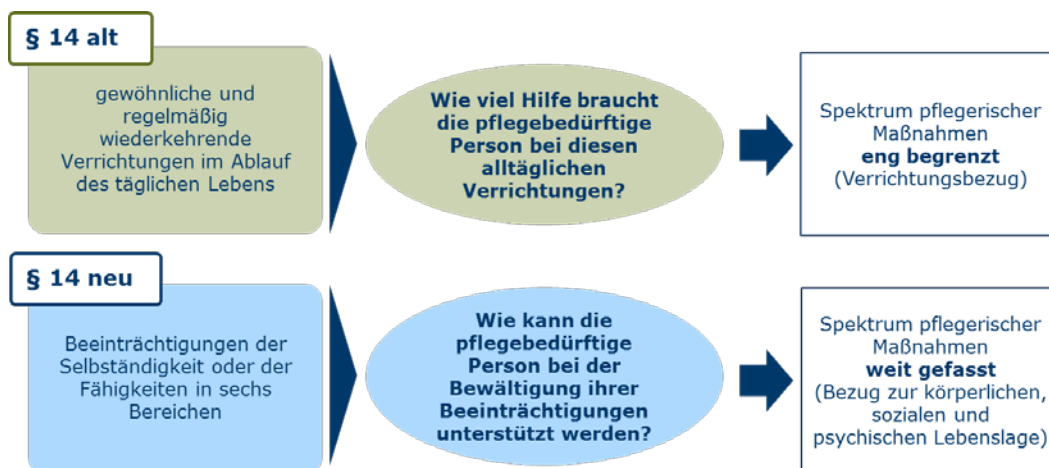 § 14 alt
gewöhnliche und
regelmäßig
wiederkehrende
Verrichtungen im Ablauf
des täglichen Lebens
Wie viel Hilfe braucht
die pflegebedürftige
Person bei diesen
alltäglichen
Verrichtungen?
Spektrum pflegerischer
Maßnahmen
eng begrenzt
(Verrichtungsbezug)
§ 14 neu
Beeinträchtigungen der
Selbständigkeit oder der
Fähigkeiten in sechs
Bereichen
Wie kann die
pflegebedürftige
Person bei der
Bewältigung ihrer
Beeinträchtigungen
unterstützt werden?
Spektrum pflegerischer
Maßnahmen
weit gefasst
(Bezug zur körperlichen,
sozialen und
psychischen Lebenslage)